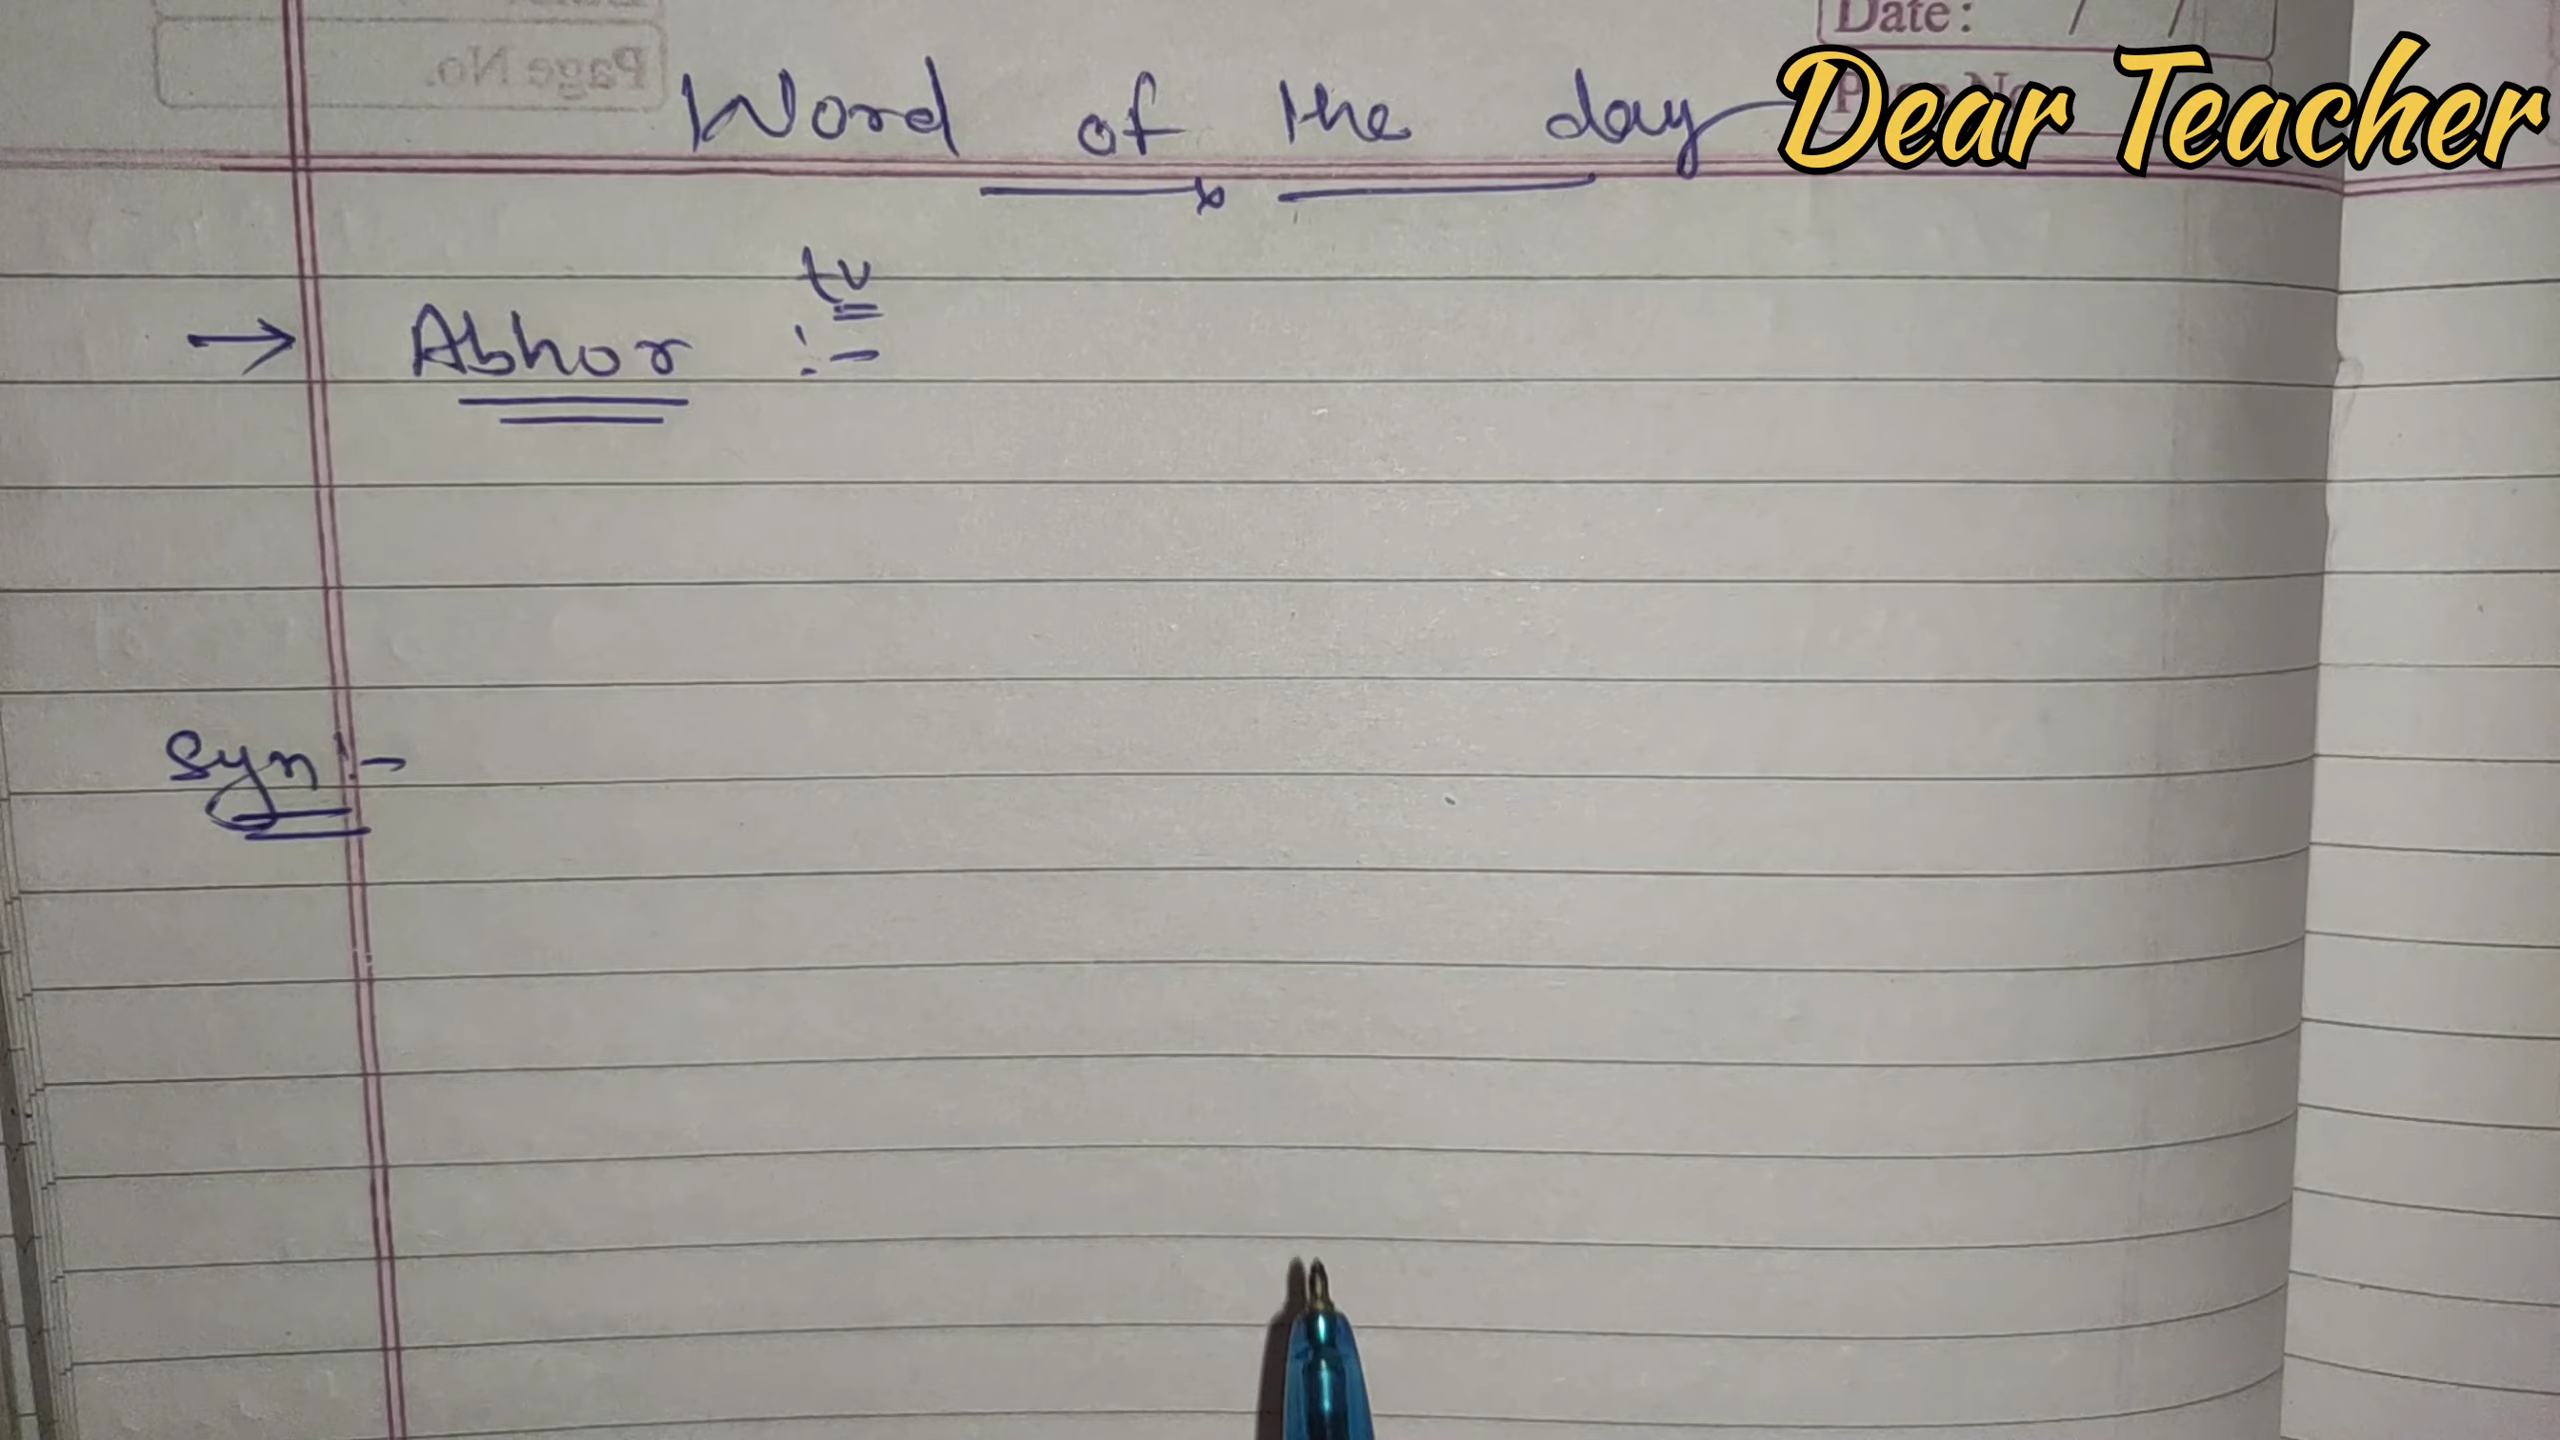 Date: / /
Page No.
Word of the day
Dear Teacher
tv
→ Abhor :-
Syn :-